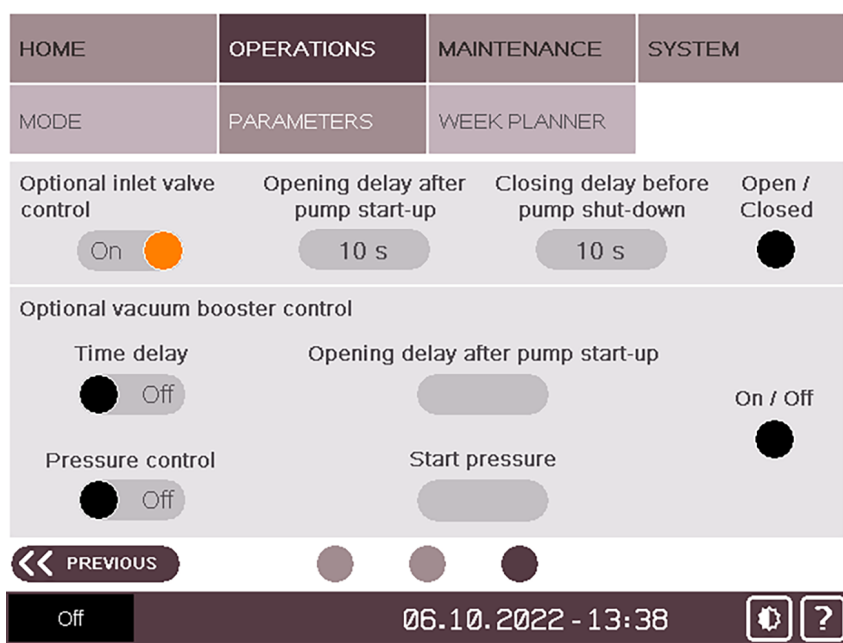 HOME OPERATIONS MAINTENANCE SYSTEM
MODE PARAMETERS WEEK PLANNER
Optional inlet valve control
On
Opening delay after pump start-up
10 s
Closing delay before pump shut-down
10 s
Open / Closed
Optional vacuum booster control
Time delay
Off
Opening delay after pump start-up
On / Off
Pressure control
Off
Start pressure
PREVIOUS
Off 06.10.2022 - 13:38 ?